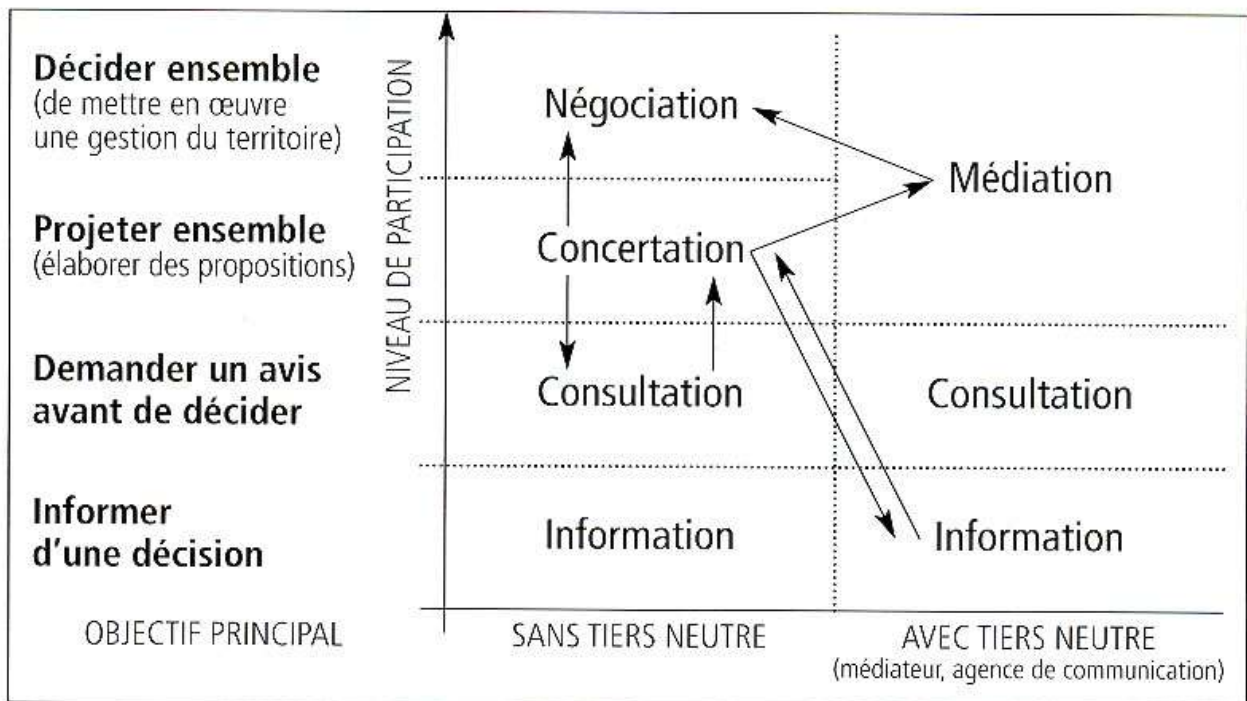 Décider ensemble
(de mettre en œuvre
une gestion du territoire)
Projeter ensemble
(élaborer des propositions)
Demander un avis
avant de décider
Informer
d'une décision
OBJECTIF PRINCIPAL
NIVEAU DE PARTICIPATION
Négociation
Médiation
Concertation
Consultation
Consultation
Information
Information
SANS TIERS NEUTRE
AVEC TIERS NEUTRE
(médiateur, agence de communication)